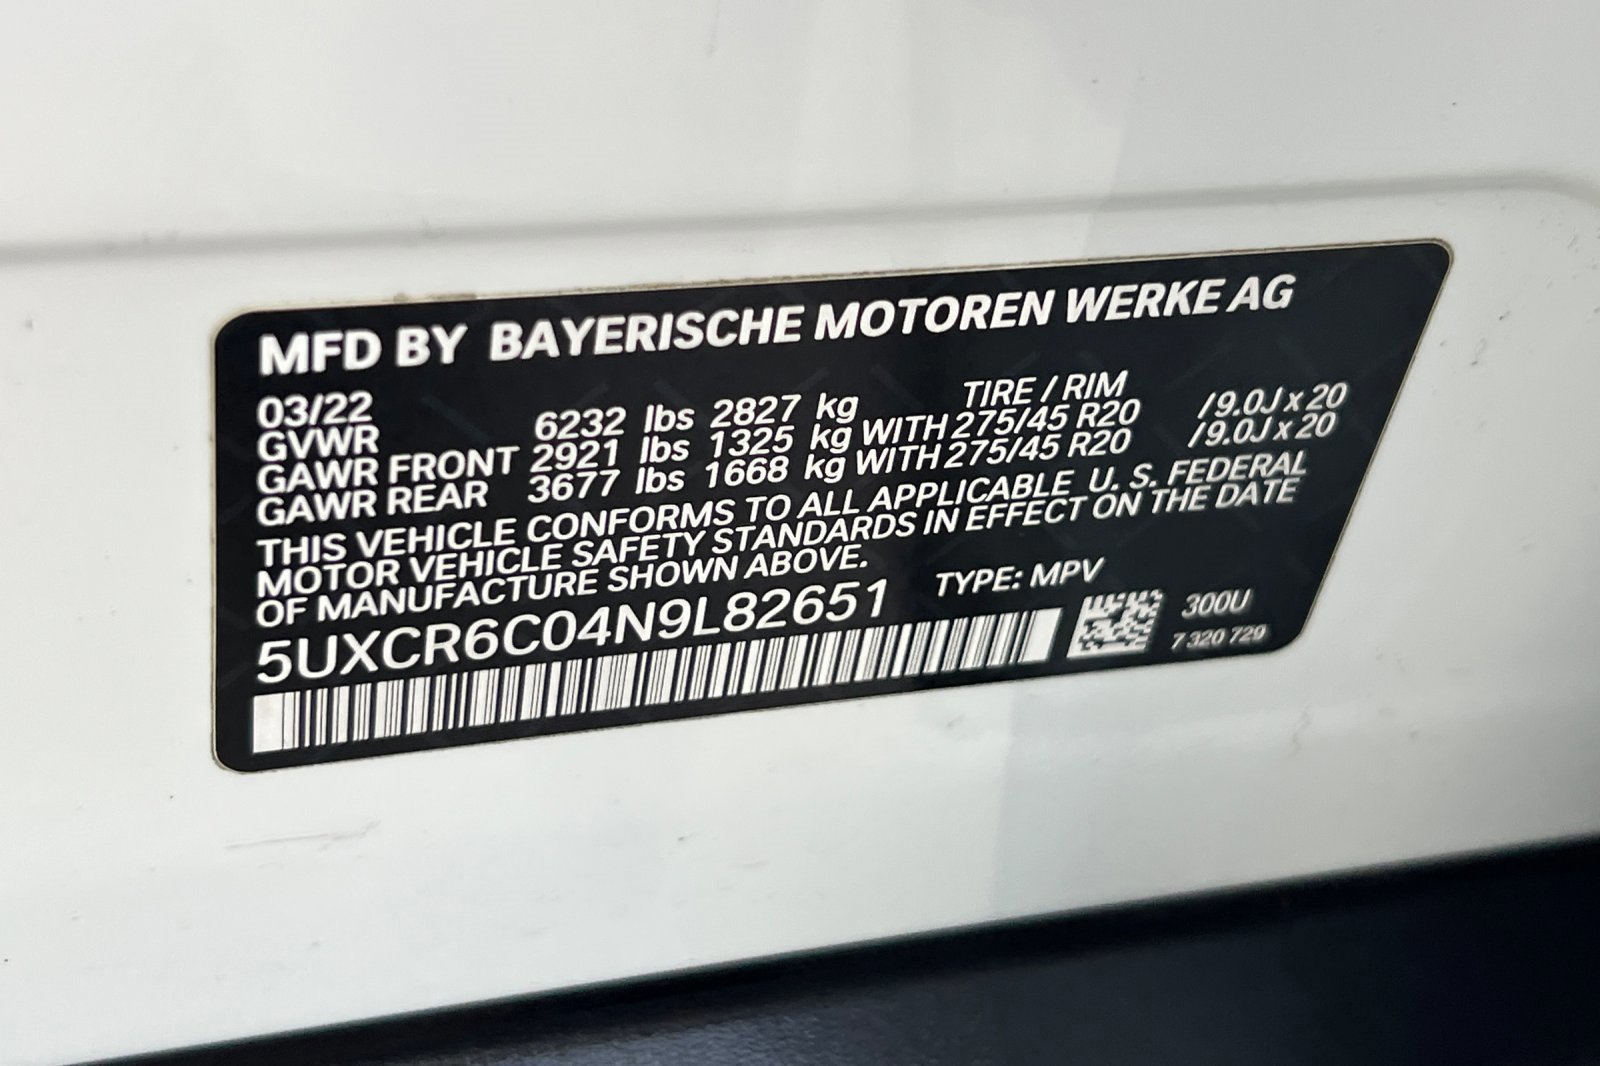 MFD BY BAYERISCHE MOTOREN WERKE AG
03/22 TIRE / RIM
GVWR 6232 lbs 2827 kg
GAWR FRONT 2921 lbs 1325 kg WITH 275/45 R20 / 9.0J x 20
GAWR REAR 3677 lbs 1668 kg WITH 275/45 R20 / 9.0J x 20
THIS VEHICLE CONFORMS TO ALL APPLICABLE U. S. FEDERAL
MOTOR VEHICLE SAFETY STANDARDS IN EFFECT ON THE DATE
OF MANUFACTURE SHOWN ABOVE.
5UXCR6C04N9L82651 TYPE: MPV
300U
7 320 729